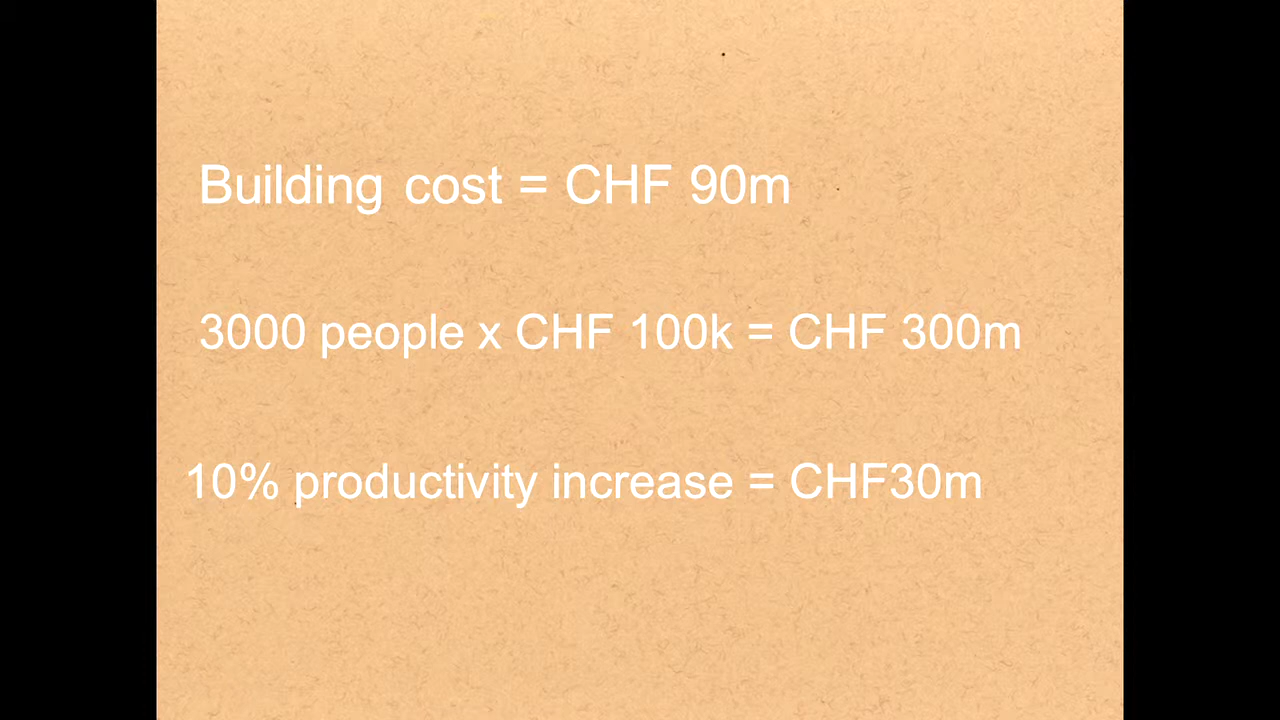 Building cost = CHF 90m
3000 people x CHF 100k = CHF 300m
10% productivity increase = CHF30m